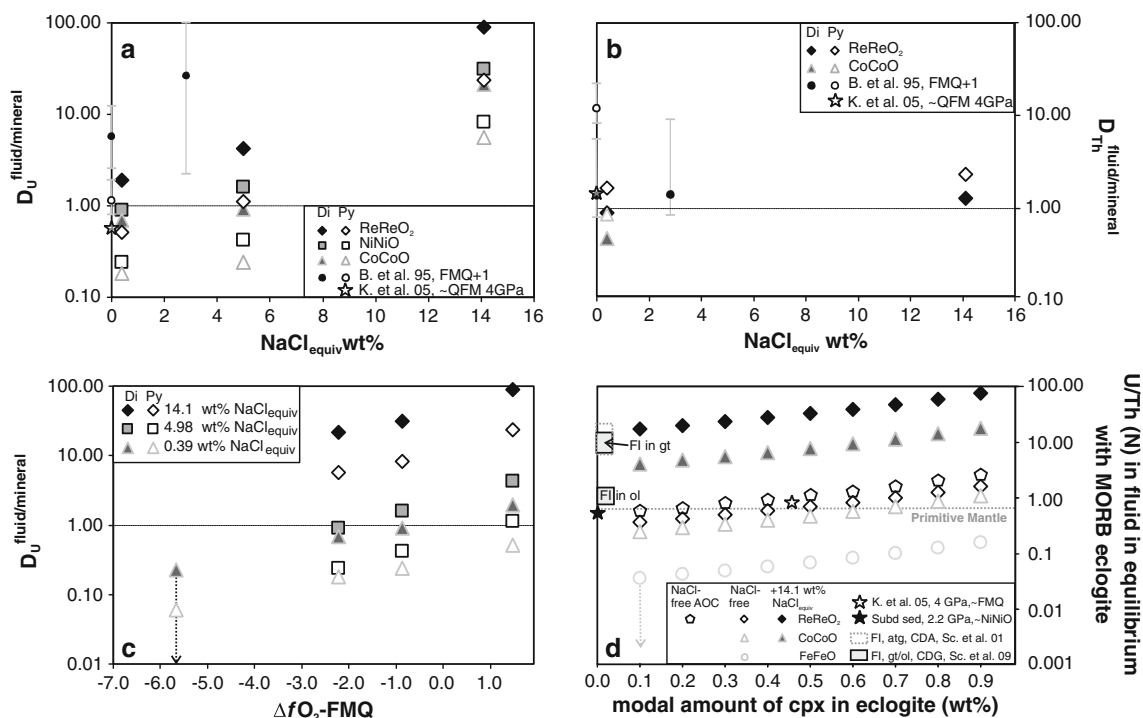 a
100.00
10.00
1.00
0.10
D_U^fluid/mineral
Di Py
ReReO₂
NiNiO
CoCoO
B. et al. 95, FMQ+1
K. et al. 05, ~QFM 4GPa
0 2 4 6 8 10 12 14 16
NaCl_equiv wt%
b
Di Py
ReReO₂
CoCoO
B. et al. 95, FMQ+1
K. et al. 05, ~QFM 4GPa
100.00
10.00
1.00
0.10
D_Th^fluid/mineral
0 2 4 6 8 10 12 14 16
NaCl_equiv wt%
100.00
10.00
1.00
0.10
0.01
D_U^fluid/mineral
Di Py
14.1 wt% NaCl_equiv
4.98 wt% NaCl_equiv
0.39 wt% NaCl_equiv
c
-7.0 -6.0 -5.0 -4.0 -3.0 -2.0 -1.0 0.0 1.0
ΔfO₂-FMQ
FI in gt
FI in ol
Primitive Mantle
NaCl-free AOC
NaCl-free
+14.1 wt% NaCl_equiv
ReReO₂
CoCoO
FeFeO
K. et al. 05, 4 GPa,~FMQ
Subd sed, 2.2 GPa,~NiNiO
FI, atg, CDA, Sc. et al. 01
FI, gt/ol, CDG, Sc. et al. 09
d
100.00
10.00
1.00
0.1
0.01
0.001
U/Th (N) in fluid in equilibrium
with MORB eclogite
0.0 0.1 0.2 0.3 0.4 0.5 0.6 0.7 0.8 0.9
modal amount of cpx in eclogite (wt%)